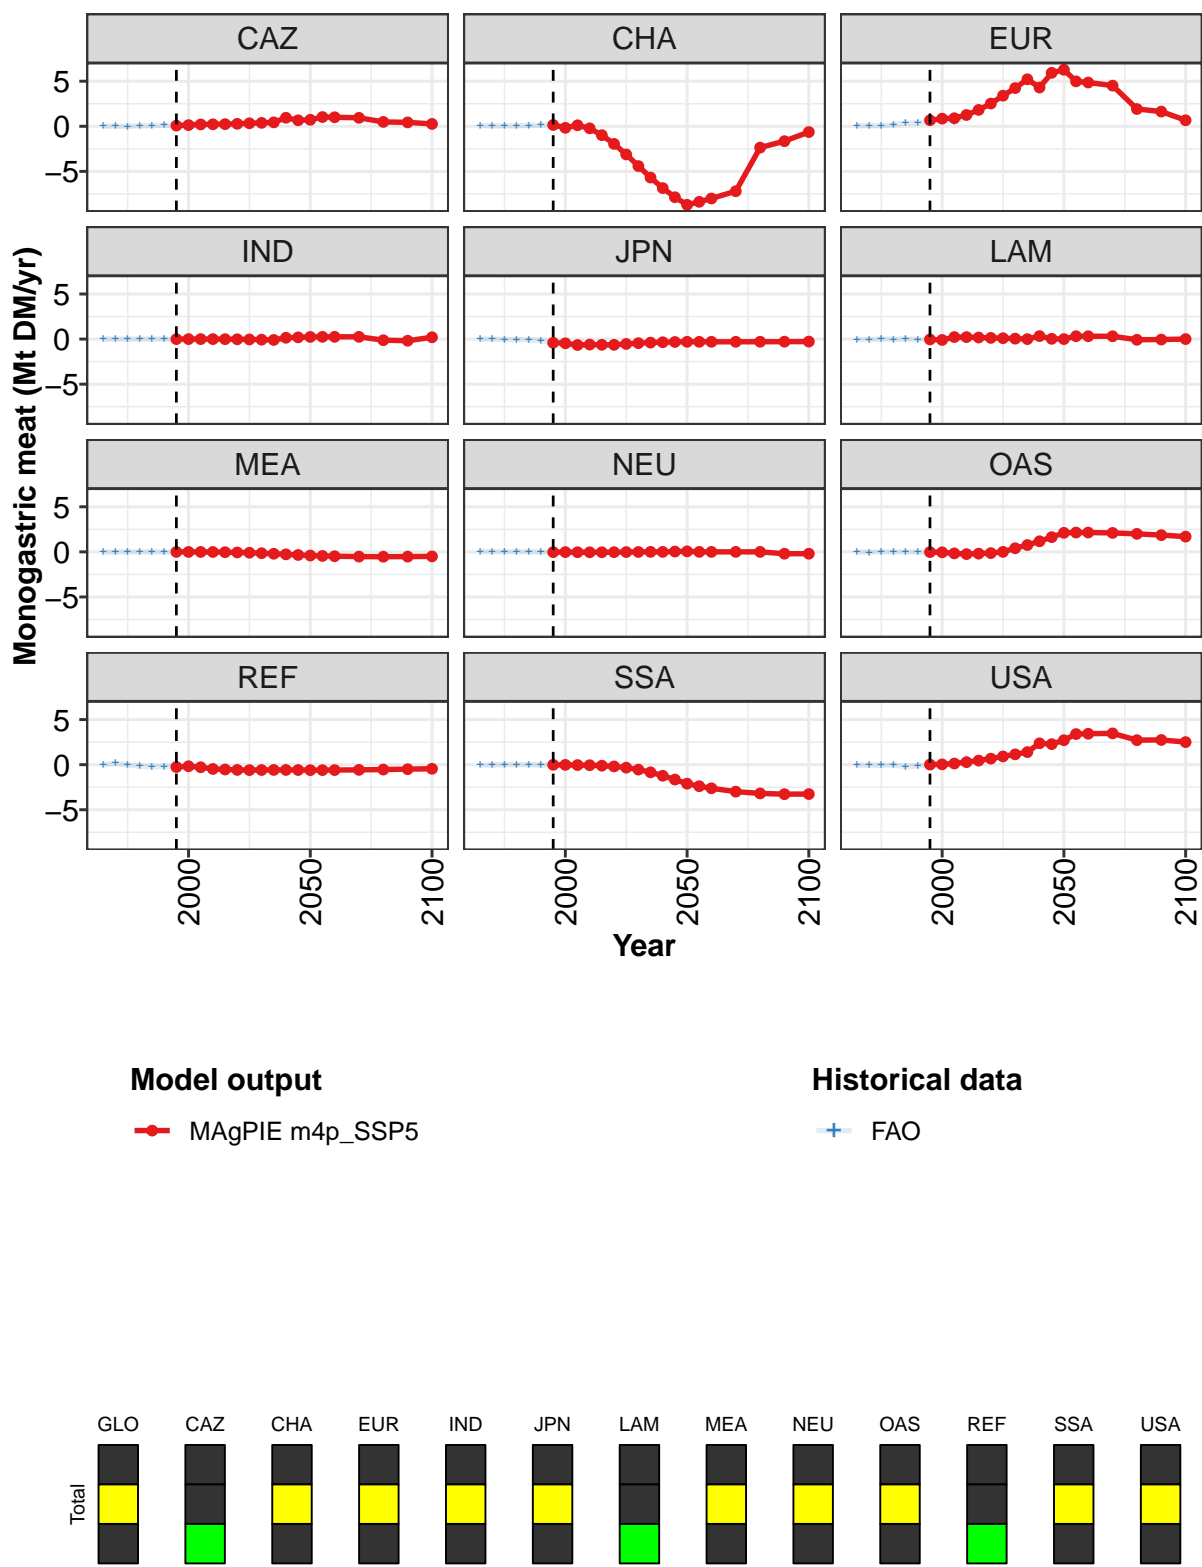 CAZ CHA EUR
5
0
−5
IND JPN LAM
5
0
−5
MEA NEU OAS
5
0
−5
REF SSA USA
5
0
−5
Monogastric meat (Mt DM/yr)
2000 2050 2100 2000 2050 2100 2000 2050 2100
Year
Model output Historical data
MAgPIE m4p_SSP5 FAO
GLO CAZ CHA EUR IND JPN LAM MEA NEU OAS REF SSA USA
Total